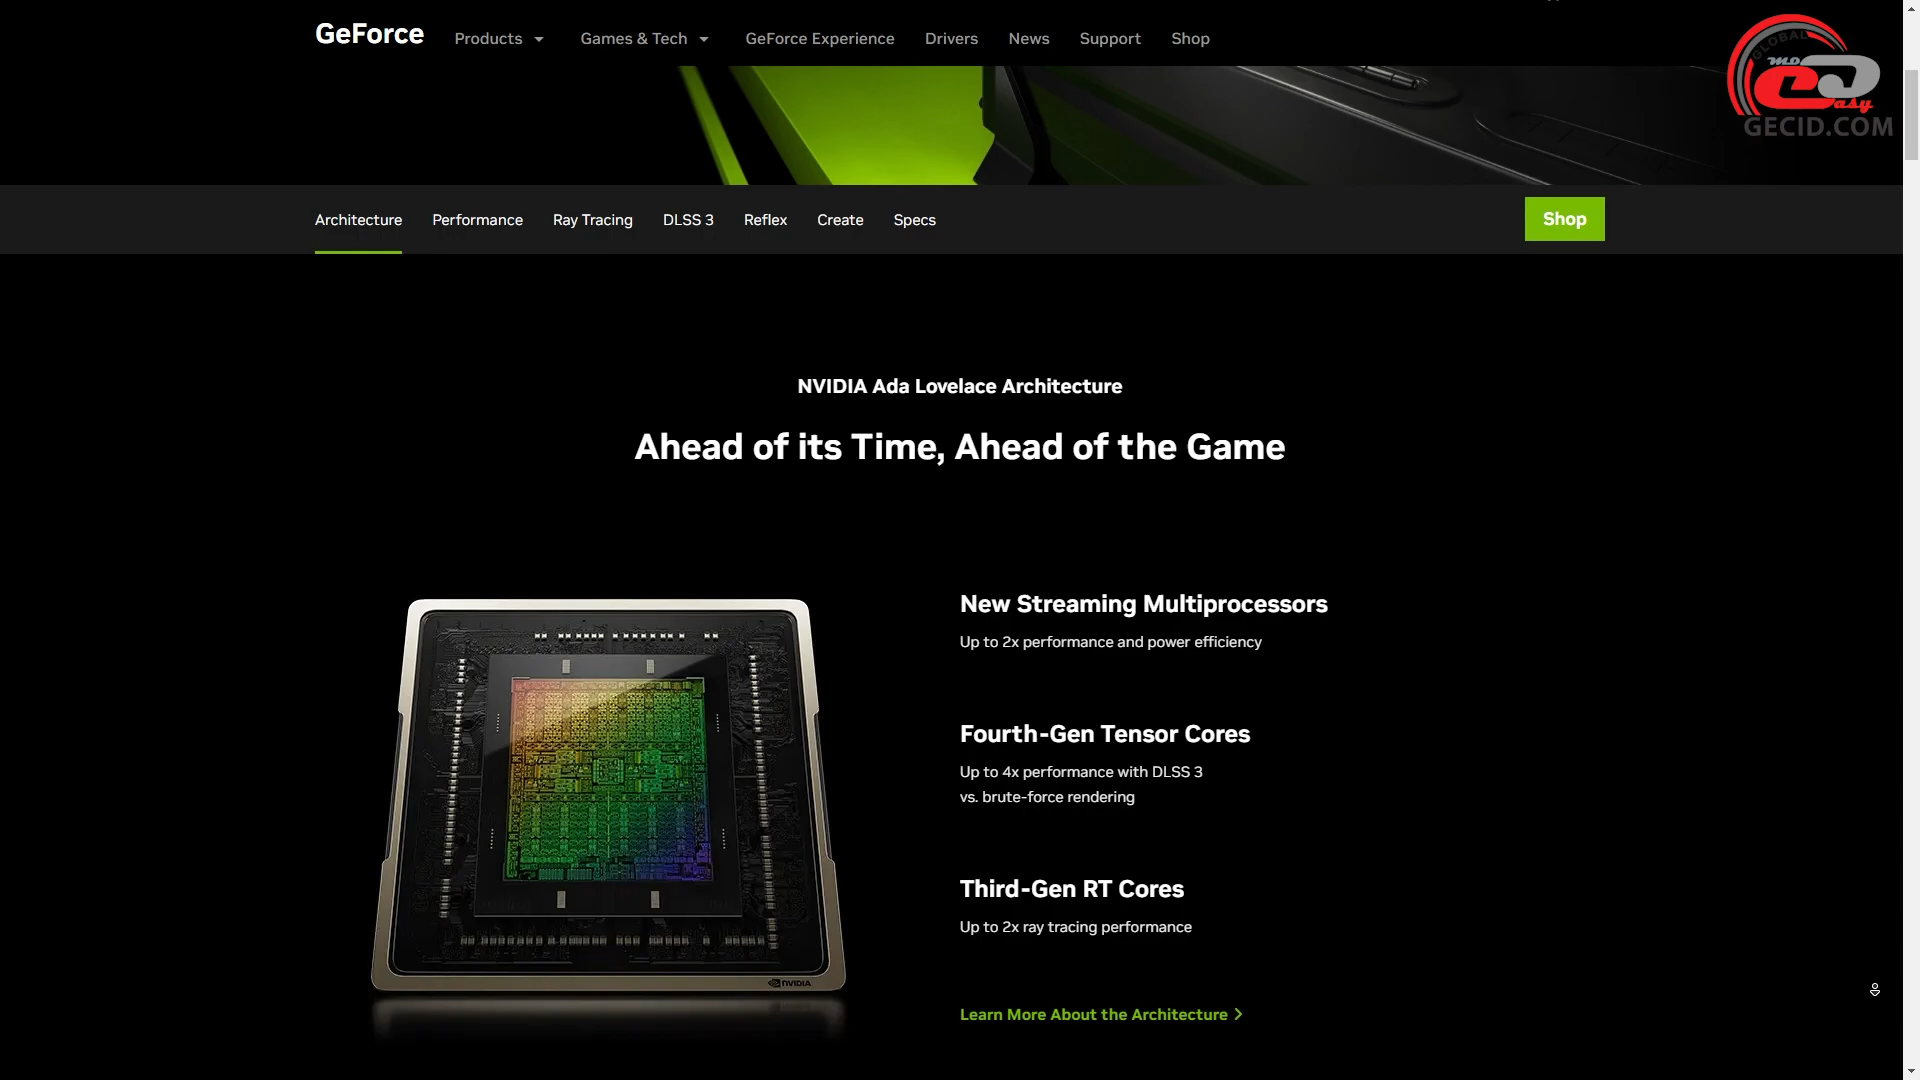 GeForce
Products
Games & Tech
GeForce Experience
Drivers
News
Support
Shop
GLOBAL
mo
easy
GECID.COM
Architecture
Performance
Ray Tracing
DLSS 3
Reflex
Create
Specs
Shop
NVIDIA Ada Lovelace Architecture
Ahead of its Time, Ahead of the Game
New Streaming Multiprocessors
Up to 2x performance and power efficiency
Fourth-Gen Tensor Cores
Up to 4x performance with DLSS 3
vs. brute-force rendering
Third-Gen RT Cores
Up to 2x ray tracing performance
NVIDIA
Learn More About the Architecture